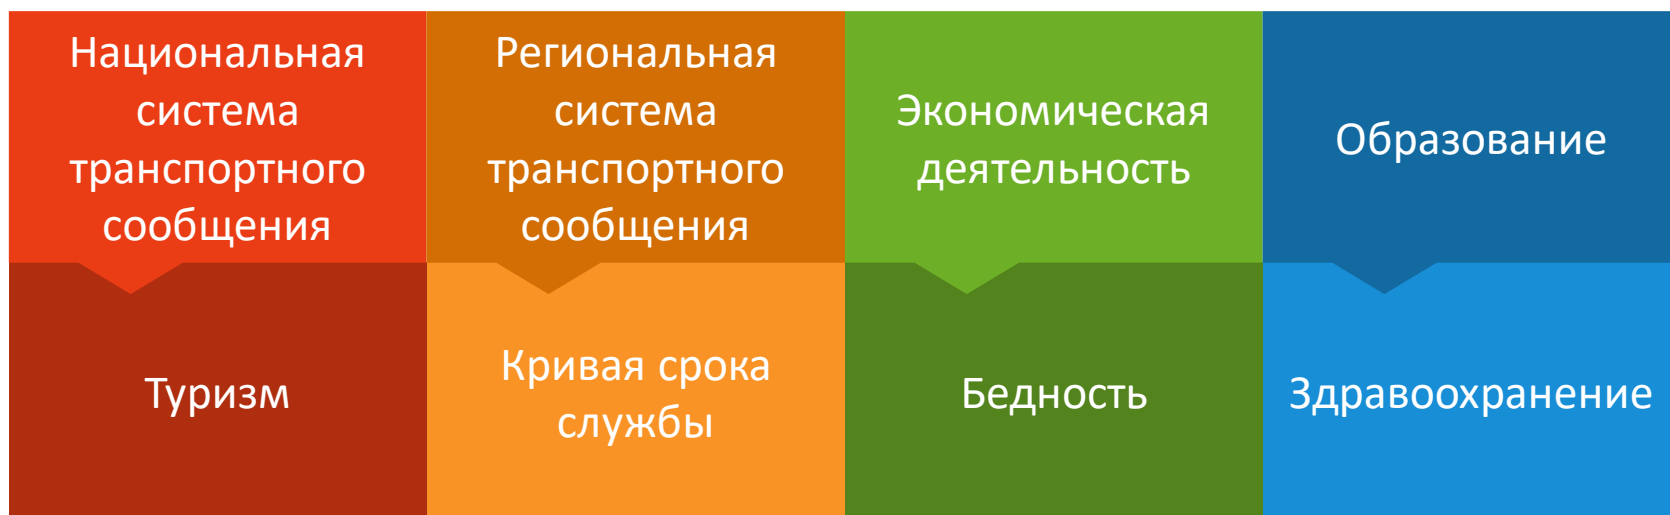 Национальная
система
транспортного
сообщения
Региональная
система
транспортного
сообщения
Экономическая
деятельность
Образование
Туризм
Кривая срока
службы
Бедность
Здравоохранение